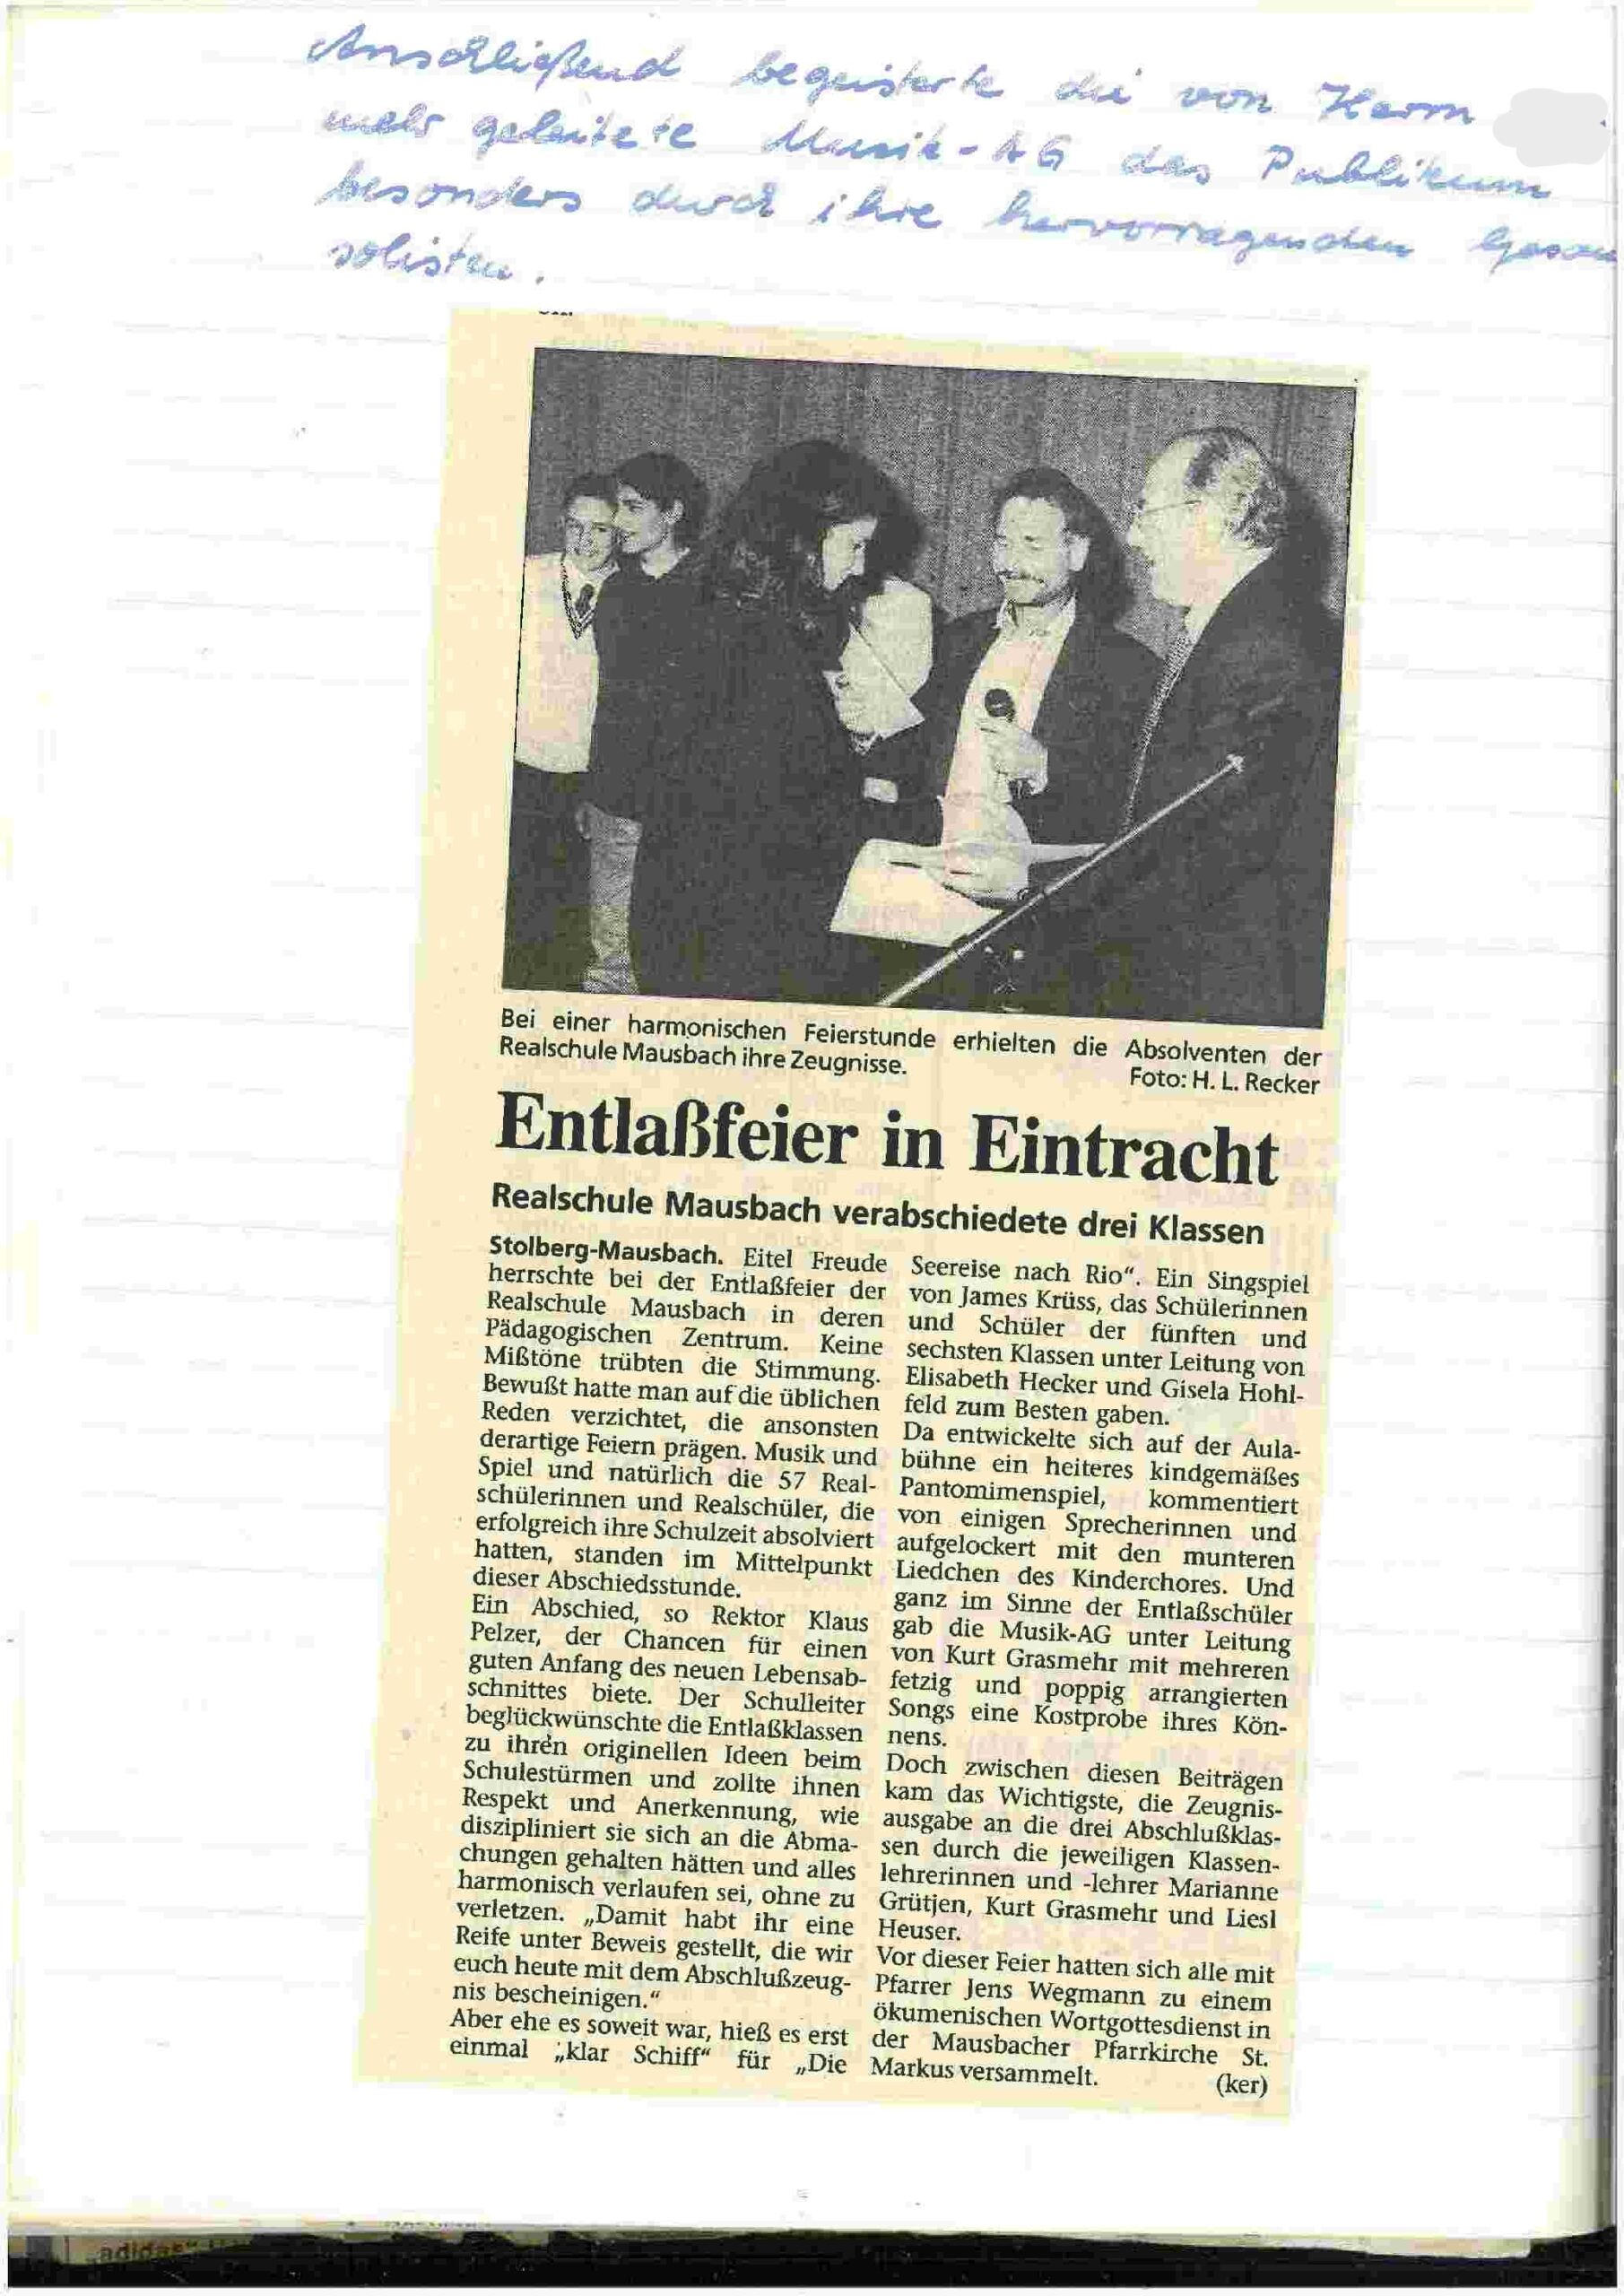 Anschließend begeisterte die von Herrn
mehr geleitete Musik-AG das Publikum
besonders durch ihre hervorragenden Gesan
solisten.
Bei einer harmonischen Feierstunde erhielten die Absolventen der
Realschule Mausbach ihre Zeugnisse. Foto: H. L. Recker
Entlaßfeier in Eintracht
Realschule Mausbach verabschiedete drei Klassen
Stolberg-Mausbach. Eitel Freude
herrschte bei der Entlaßfeier der
Realschule Mausbach in deren
Pädagogischen Zentrum. Keine
Mißtöne trübten die Stimmung.
Bewußt hatte man auf die üblichen
Reden verzichtet, die ansonsten
derartige Feiern prägen. Musik und
Spiel und natürlich die 57 Real-
schülerinnen und Realschüler, die
erfolgreich ihre Schulzeit absolviert
hatten, standen im Mittelpunkt
dieser Abschiedsstunde.
Ein Abschied, so Rektor Klaus
Pelzer, der Chancen für einen
guten Anfang des neuen Lebensab-
schnittes biete. Der Schulleiter
beglückwünschte die Entlaßklassen
zu ihren originellen Ideen beim
Schulestürmen und zollte ihnen
Respekt und Anerkennung, wie
diszipliniert sie sich an die Abma-
chungen gehalten hätten und alles
harmonisch verlaufen sei, ohne zu
verletzen. „Damit habt ihr eine
Reife unter Beweis gestellt, die wir
euch heute mit dem Abschlußzeug-
nis bescheinigen.“
Aber ehe es soweit war, hieß es erst
einmal „klar Schiff“ für „Die
Seereise nach Rio“. Ein Singspiel
von James Krüss, das Schülerinnen
und Schüler der fünften und
sechsten Klassen unter Leitung von
Elisabeth Hecker und Gisela Hohl-
feld zum Besten gaben.
Da entwickelte sich auf der Aula-
bühne ein heiteres kindgemäßes
Pantomimenspiel, kommentiert
von einigen Sprecherinnen und
aufgelockert mit den munteren
Liedchen des Kinderchores. Und
ganz im Sinne der Entlaßschüler
gab die Musik-AG unter Leitung
von Kurt Grasmehr mit mehreren
fetzig und poppig arrangierten
Songs eine Kostprobe ihres Kön-
nens.
Doch zwischen diesen Beiträgen
kam das Wichtigste, die Zeugnis-
ausgabe an die drei Abschlußklas-
sen durch die jeweiligen Klassen-
lehrerinnen und -lehrer Marianne
Grütjen, Kurt Grasmehr und Liesl
Heuser.
Vor dieser Feier hatten sich alle mit
Pfarrer Jens Wegmann zu einem
ökumenischen Wortgottesdienst in
der Mausbacher Pfarrkirche St.
Markus versammelt. (ker)
„adidas“